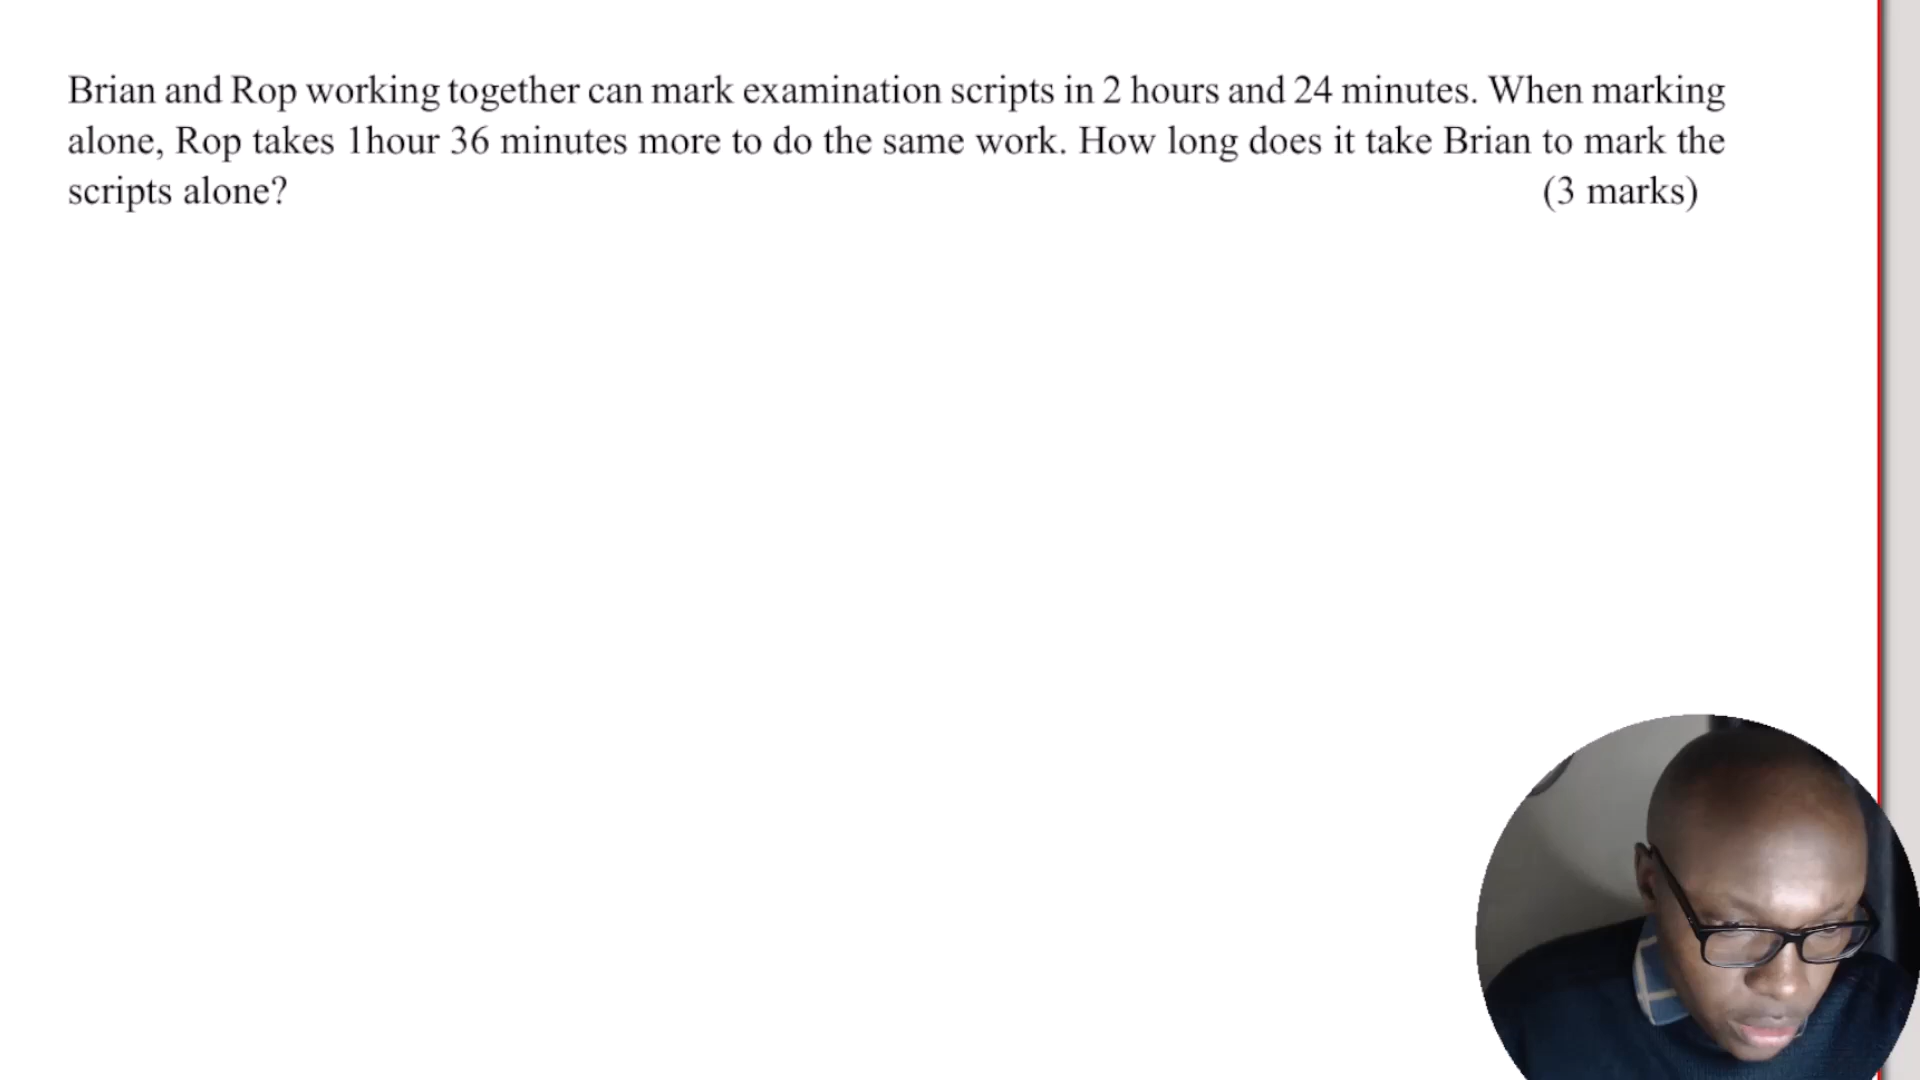 Brian and Rop working together can mark examination scripts in 2 hours and 24 minutes. When marking
alone, Rop takes 1hour 36 minutes more to do the same work. How long does it take Brian to mark the
scripts alone? (3 marks)